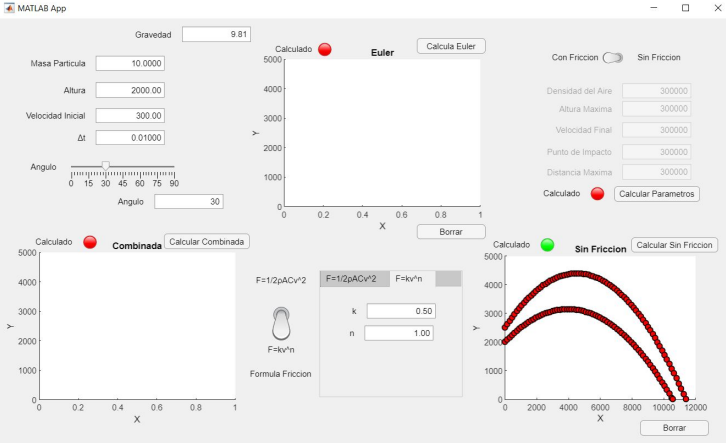 MATLAB App
Gravedad 9.81
Masa Particula 10.0000
Altura 2000.00
Velocidad Inicial 300.00
Δt 0.01000
Angulo
0 15 30 45 60 75 90
Angulo 30
Calculado Euler Calcula Euler
5000
4000
3000
2000
1000
0
Y
0 0.2 0.4 0.6 0.8 1
X
Borrar
Con Friccion Sin Friccion
Densidad del Aire 300000
Altura Maxima 300000
Velocidad Final 300000
Punto de Impacto 300000
Distancia Maxima 300000
Calculado Calcular Parametros
Calculado Combinada Calcular Combinada
5000
4000
3000
2000
1000
0
Y
0 0.2 0.4 0.6 0.8 1
X
F=1/2ρACv^2
F=kv^n
Formula Friccion
F=1/2ρACv^2 F=kv^n
k 0.50
n 1.00
Calculado Sin Friccion Calcular Sin Friccion
5000
4000
3000
2000
1000
0
Y
0 2000 4000 6000 8000 10000 12000
X
Borrar